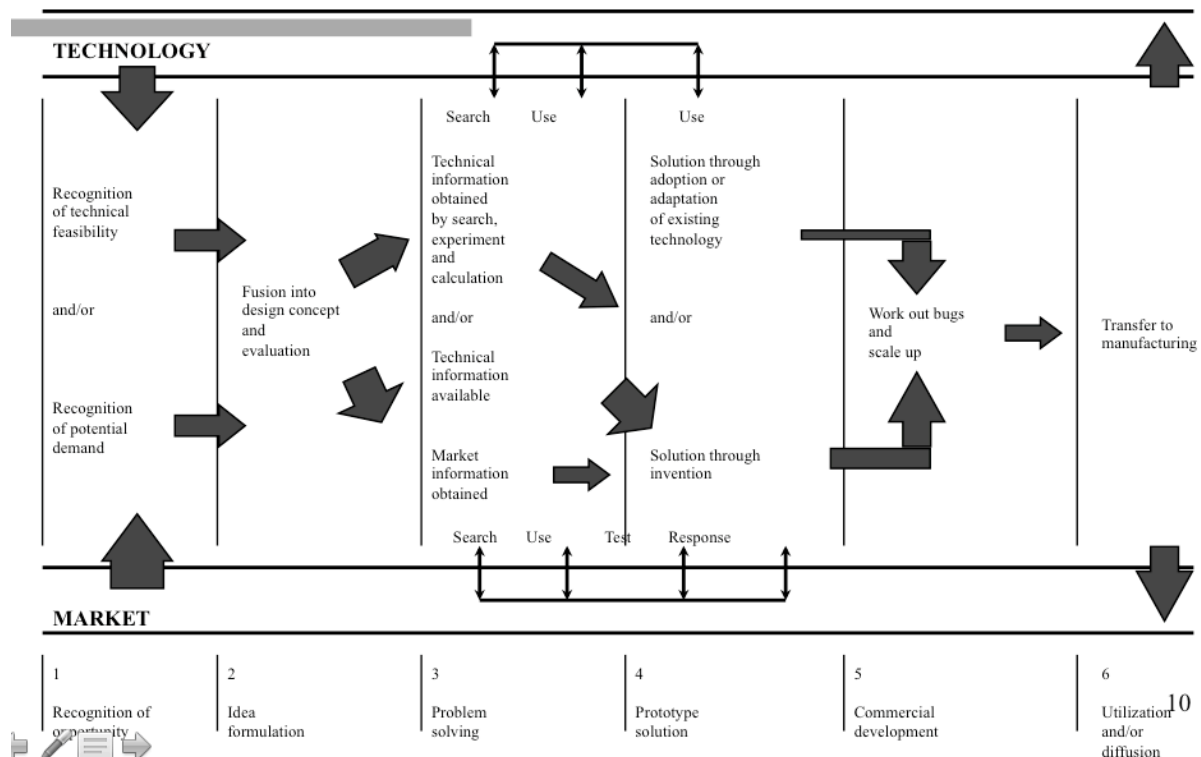 TECHNOLOGY
Search Use Use
Recognition
of technical
feasibility
and/or
Recognition
of potential
demand
Fusion into
design concept
and
evaluation
Technical
information
obtained
by search,
experiment
and
calculation
and/or
Technical
information
available
Market
information
obtained
Solution through
adoption or
adaptation
of existing
technology
and/or
Solution through
invention
Work out bugs
and
scale up
Transfer to
manufacturing
Search Use Test Response
MARKET
1
Recognition of
opportunity
2
Idea
formulation
3
Problem
solving
4
Prototype
solution
5
Commercial
development
6
Utilization
and/or
diffusion
10